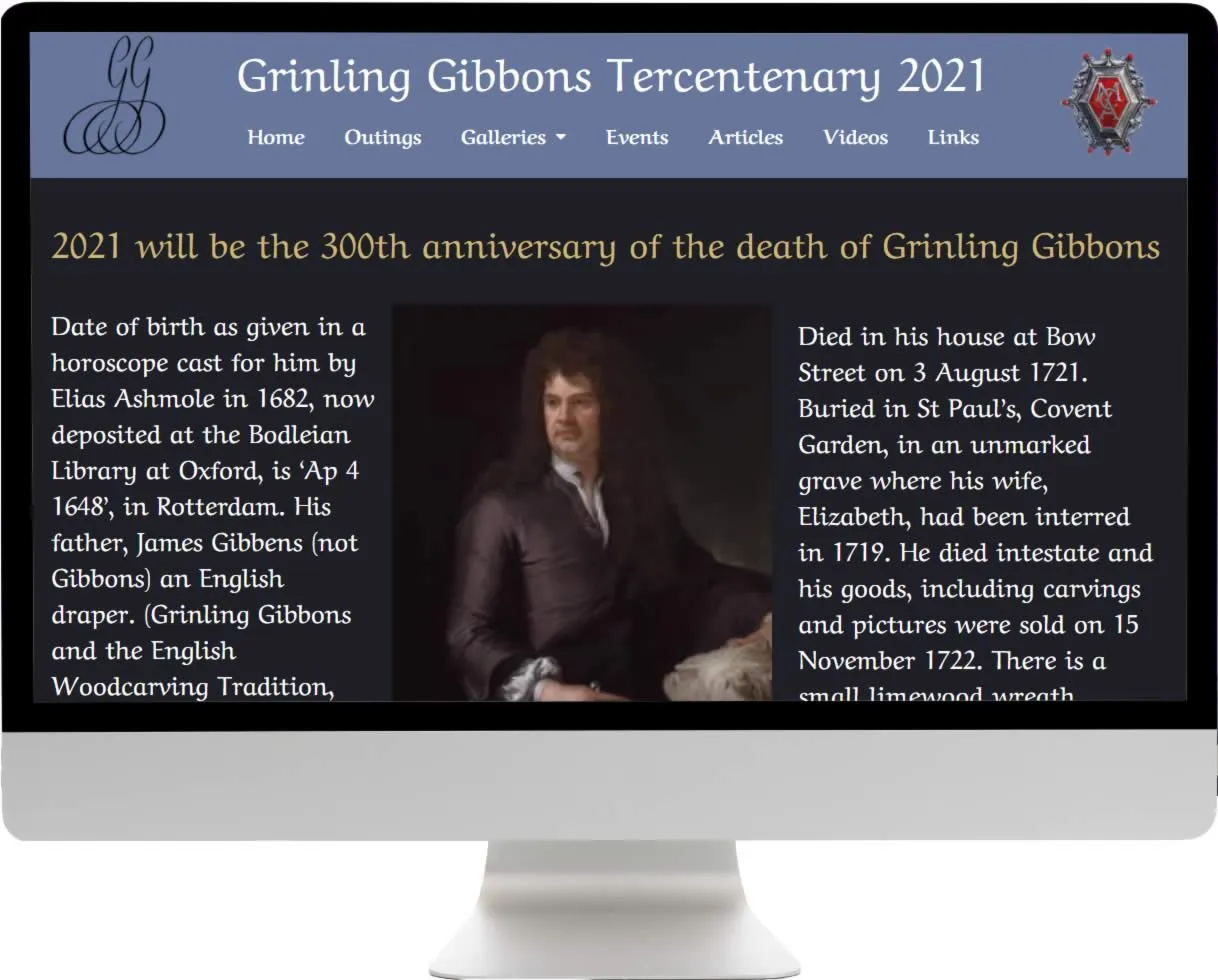 GG
Grinling Gibbons Tercentenary 2021
Home Outings Galleries Events Articles Videos Links
2021 will be the 300th anniversary of the death of Grinling Gibbons
Date of birth as given in a
horoscope cast for him by
Elias Ashmole in 1682, now
deposited at the Bodleian
Library at Oxford, is ‘Ap 4
1648’, in Rotterdam. His
father, James Gibbens (not
Gibbons) an English
draper. (Grinling Gibbons
and the English
Woodcarving Tradition,
Died in his house at Bow
Street on 3 August 1721.
Buried in St Paul’s, Covent
Garden, in an unmarked
grave where his wife,
Elizabeth, had been interred
in 1719. He died intestate and
his goods, including carvings
and pictures were sold on 15
November 1722. There is a
small limewood wreath